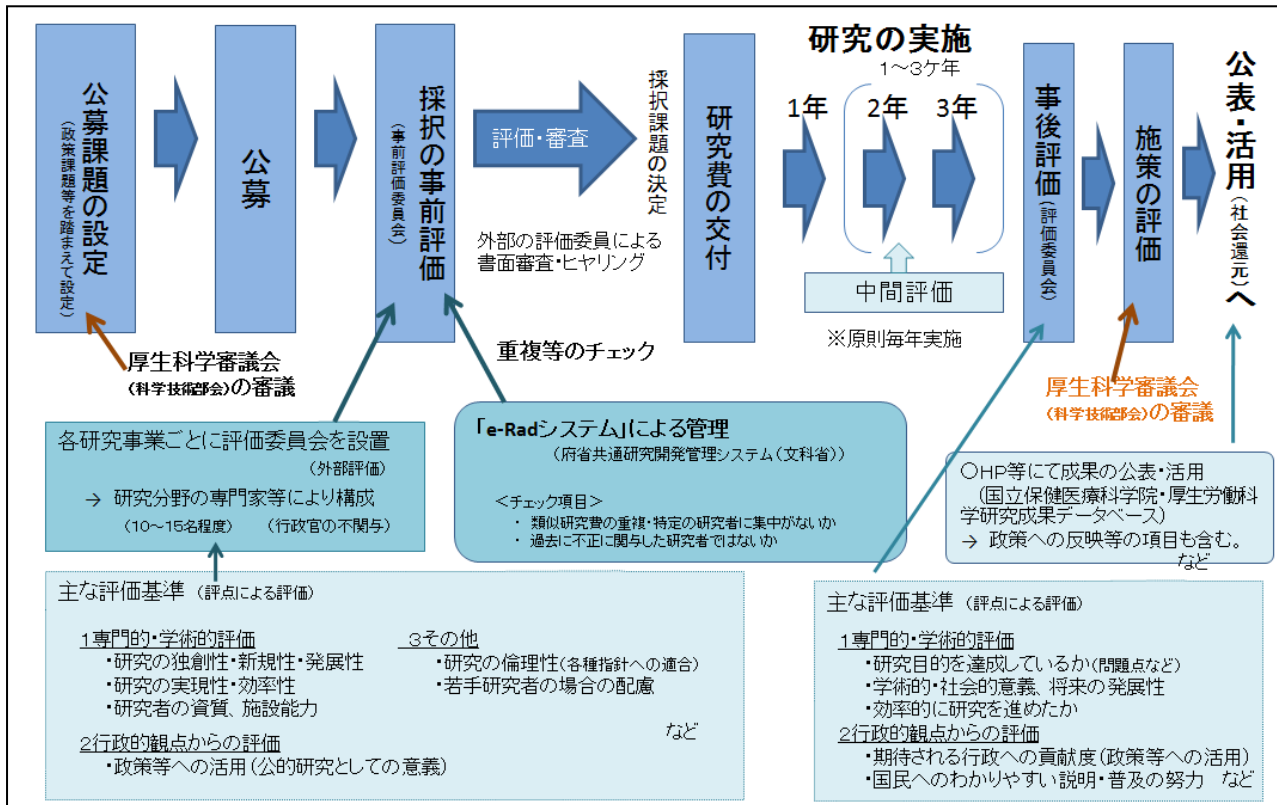 公募課題の設定
（政策課題等を踏まえて設定）
公募
採択の事前評価
（事前評価委員会）
評価・審査
採択課題の決定
外部の評価委員による
書面審査・ヒヤリング
研究費の交付
研究の実施
1～3ケ年
1年
2年
3年
中間評価
※原則毎年実施
事後評価
（評価委員会）
施策の評価
公表・活用（社会還元）へ
厚生科学審議会
（科学技術部会）の審議
重複等のチェック
厚生科学審議会
（科学技術部会）の審議
各研究事業ごとに評価委員会を設置
（外部評価）
→ 研究分野の専門家等により構成
（10～15名程度） （行政官の不関与）
「e-Radシステム」による管理
（府省共通研究開発管理システム（文科省））
＜チェック項目＞
・ 類似研究費の重複・特定の研究者に集中がないか
・ 過去に不正に関与した研究者ではないか
○HP等にて成果の公表・活用
（国立保健医療科学院・厚生労働科
学研究成果データベース）
→ 政策への反映等の項目も含む。
など
主な評価基準 （評点による評価）
1専門的・学術的評価
・研究の独創性・新規性・発展性
・研究の実現性・効率性
・研究者の資質、施設能力
2行政的観点からの評価
・政策等への活用（公的研究としての意義）
3その他
・研究の倫理性（各種指針への適合）
・若手研究者の場合の配慮
など
主な評価基準 （評点による評価）
1専門的・学術的評価
・研究目的を達成しているか（問題点など）
・学術的・社会的意義、将来の発展性
・効率的に研究を進めたか
2行政的観点からの評価
・期待される行政への貢献度（政策等への活用）
・国民へのわかりやすい説明・普及の努力 など